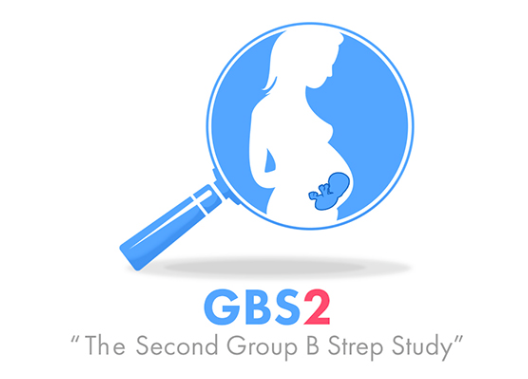 GBS2
“The Second Group B Strep Study”